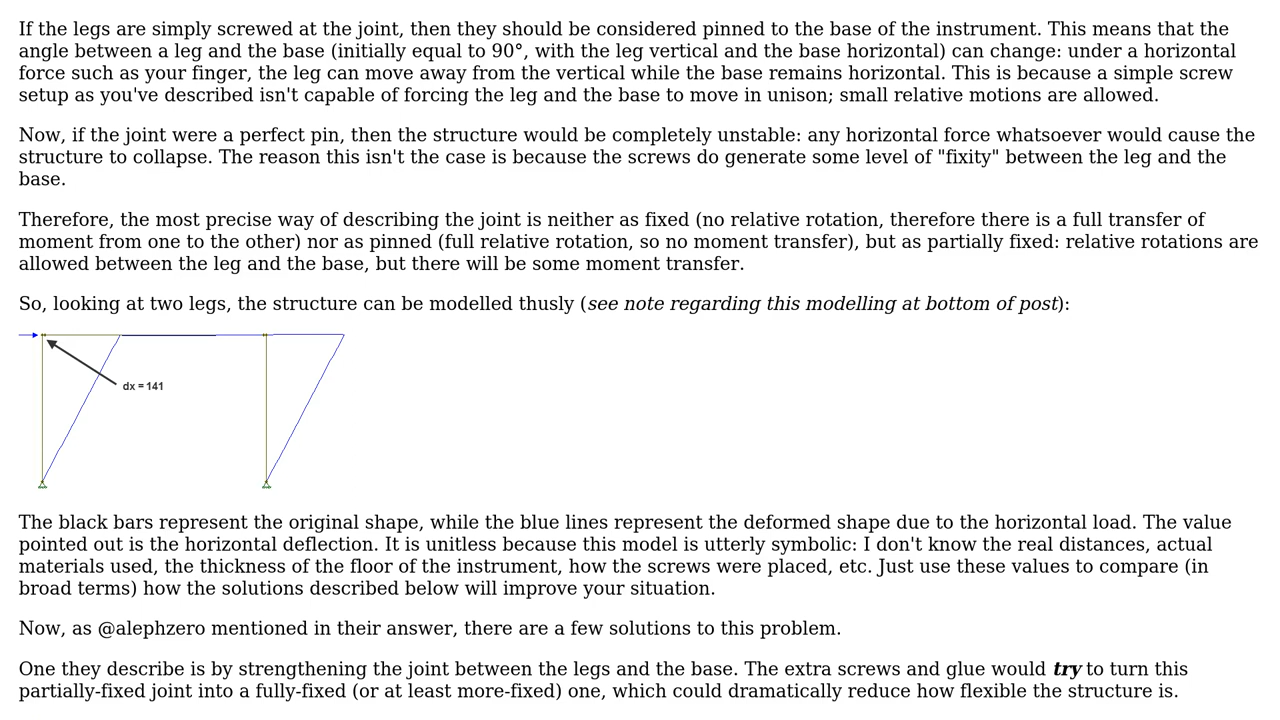 If the legs are simply screwed at the joint, then they should be considered pinned to the base of the instrument. This means that the
angle between a leg and the base (initially equal to 90°, with the leg vertical and the base horizontal) can change: under a horizontal
force such as your finger, the leg can move away from the vertical while the base remains horizontal. This is because a simple screw
setup as you've described isn't capable of forcing the leg and the base to move in unison; small relative motions are allowed.
Now, if the joint were a perfect pin, then the structure would be completely unstable: any horizontal force whatsoever would cause the
structure to collapse. The reason this isn't the case is because the screws do generate some level of "fixity" between the leg and the
base.
Therefore, the most precise way of describing the joint is neither as fixed (no relative rotation, therefore there is a full transfer of
moment from one to the other) nor as pinned (full relative rotation, so no moment transfer), but as partially fixed: relative rotations are
allowed between the leg and the base, but there will be some moment transfer.
So, looking at two legs, the structure can be modelled thusly (see note regarding this modelling at bottom of post):
dx = 141
The black bars represent the original shape, while the blue lines represent the deformed shape due to the horizontal load. The value
pointed out is the horizontal deflection. It is unitless because this model is utterly symbolic: I don't know the real distances, actual
materials used, the thickness of the floor of the instrument, how the screws were placed, etc. Just use these values to compare (in
broad terms) how the solutions described below will improve your situation.
Now, as @alephzero mentioned in their answer, there are a few solutions to this problem.
One they describe is by strengthening the joint between the legs and the base. The extra screws and glue would try to turn this
partially-fixed joint into a fully-fixed (or at least more-fixed) one, which could dramatically reduce how flexible the structure is.